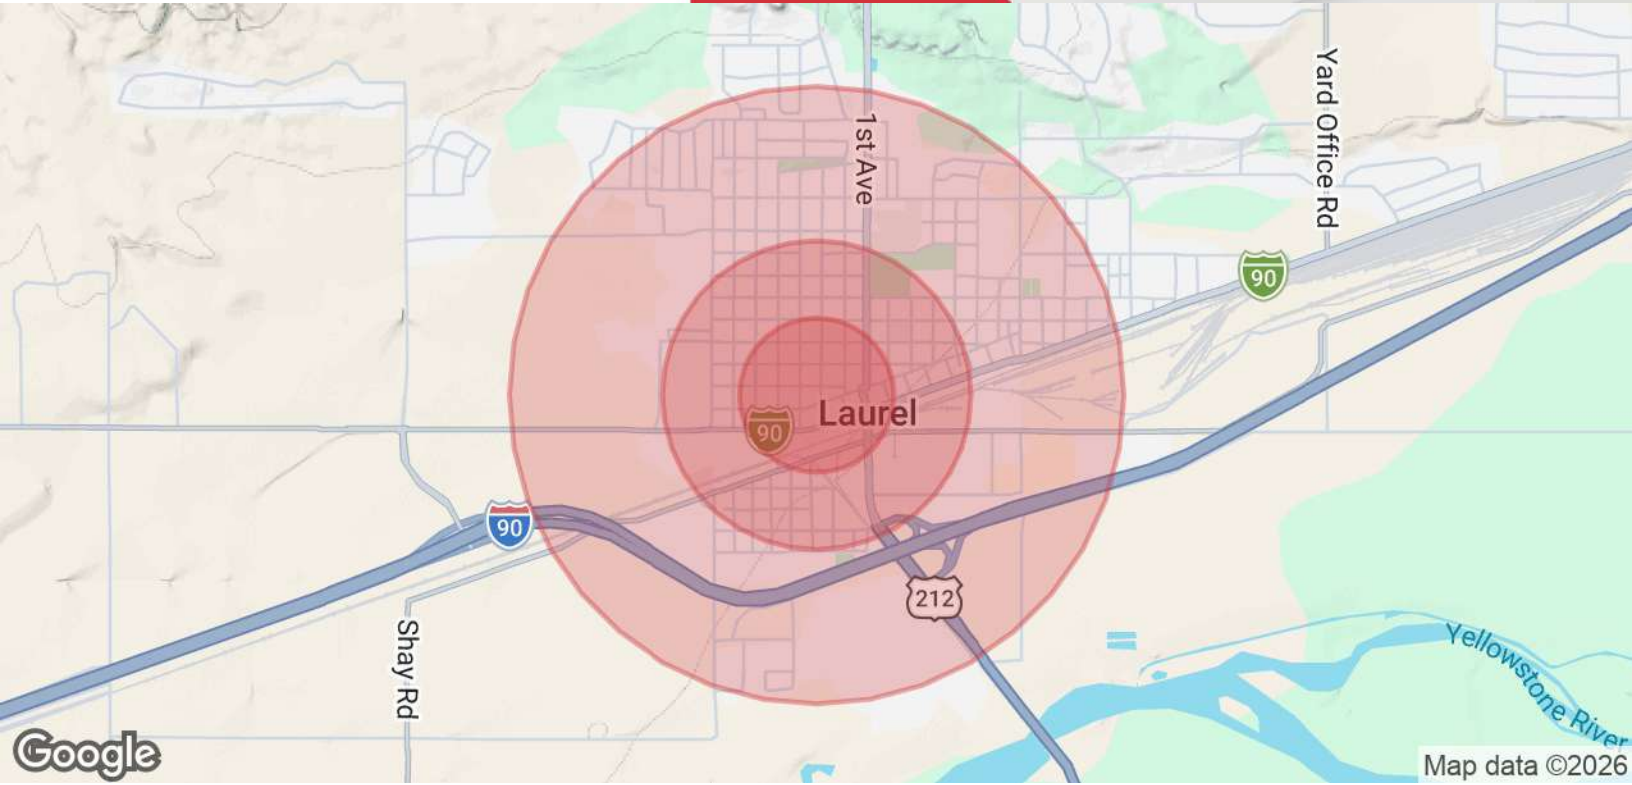 1st Ave
Yard Office Rd
90
Laurel
90
90
212
Shay Rd
Yellowstone River
Google
Map data ©2026